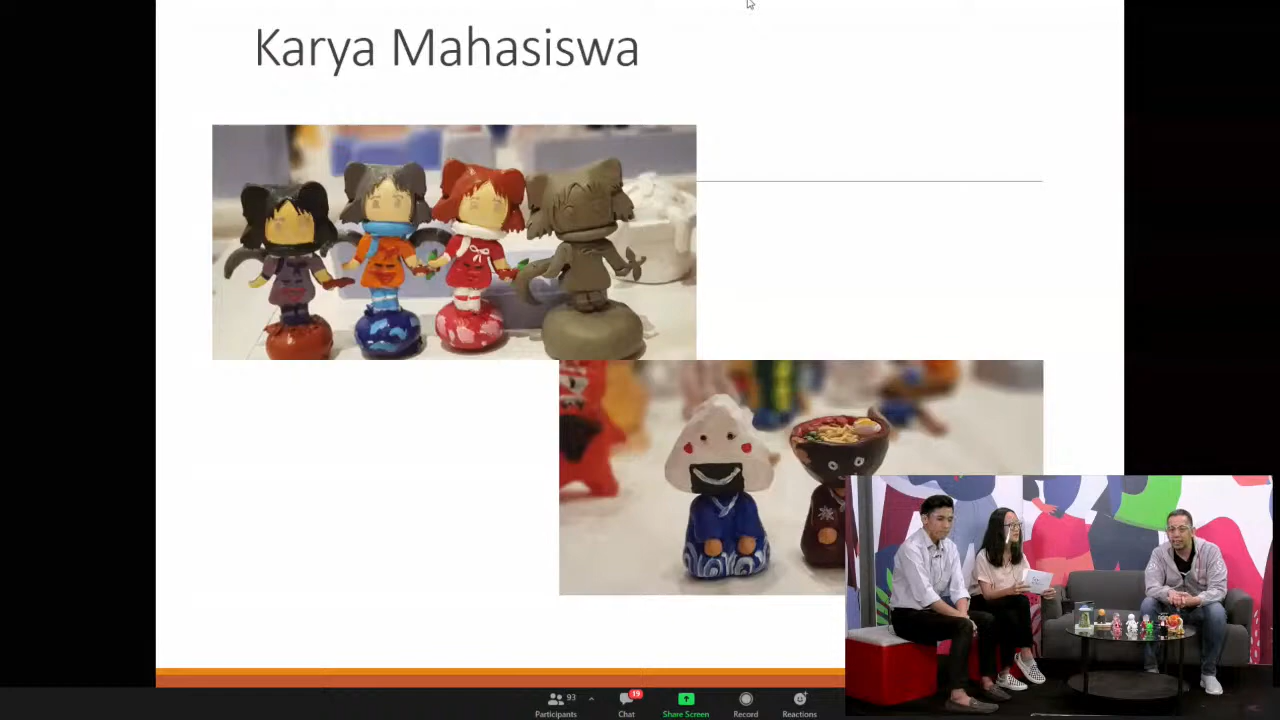 Karya Mahasiswa
93
19
Participants
Chat
Share Screen
Record
Reactions